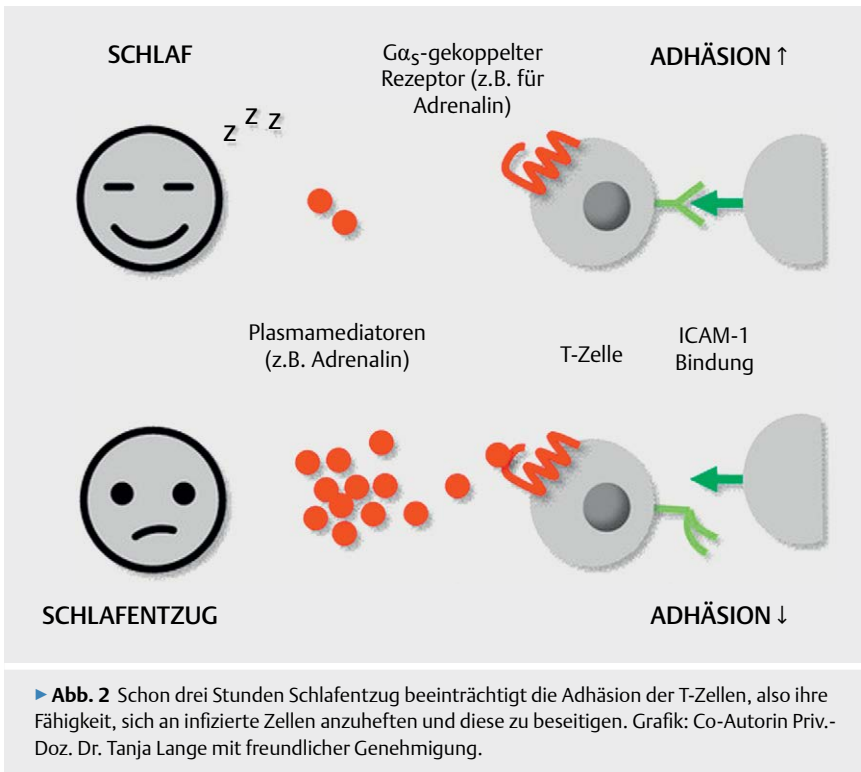 SCHLAF
z z z
Gαs-gekoppelter
Rezeptor (z.B. für
Adrenalin)
ADHÄSION ↑
Plasmamediatoren
(z.B. Adrenalin)
T-Zelle
ICAM-1
Bindung
SCHLAFENTZUG
ADHÄSION ↓
► Abb. 2 Schon drei Stunden Schlafentzug beeinträchtigt die Adhäsion der T-Zellen, also ihre
Fähigkeit, sich an infizierte Zellen anzuheften und diese zu beseitigen. Grafik: Co-Autorin Priv.-
Doz. Dr. Tanja Lange mit freundlicher Genehmigung.